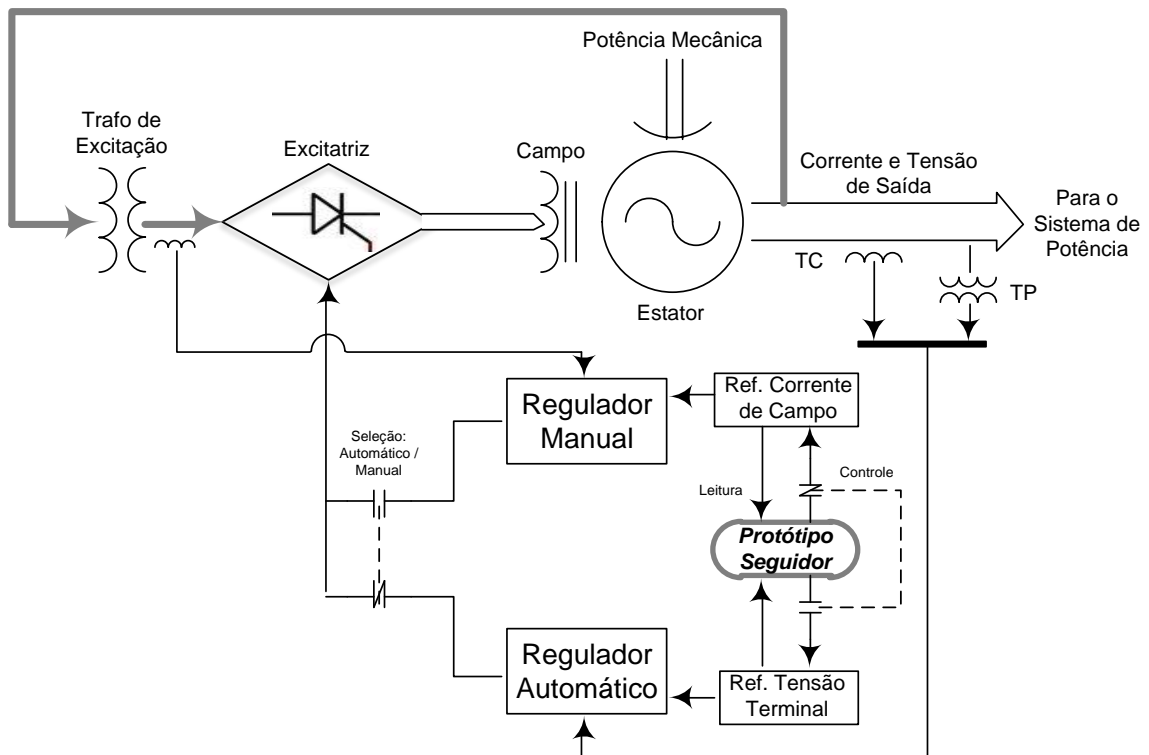 Potência Mecânica
Trafo de
Excitação
Excitatriz
Campo
Corrente e Tensão
de Saída
Para o
Sistema de
Potência
TC
TP
Estator
Regulador
Manual
Ref. Corrente
de Campo
Seleção:
Automático /
Manual
Leitura
Controle
Protótipo
Seguidor
Regulador
Automático
Ref. Tensão
Terminal